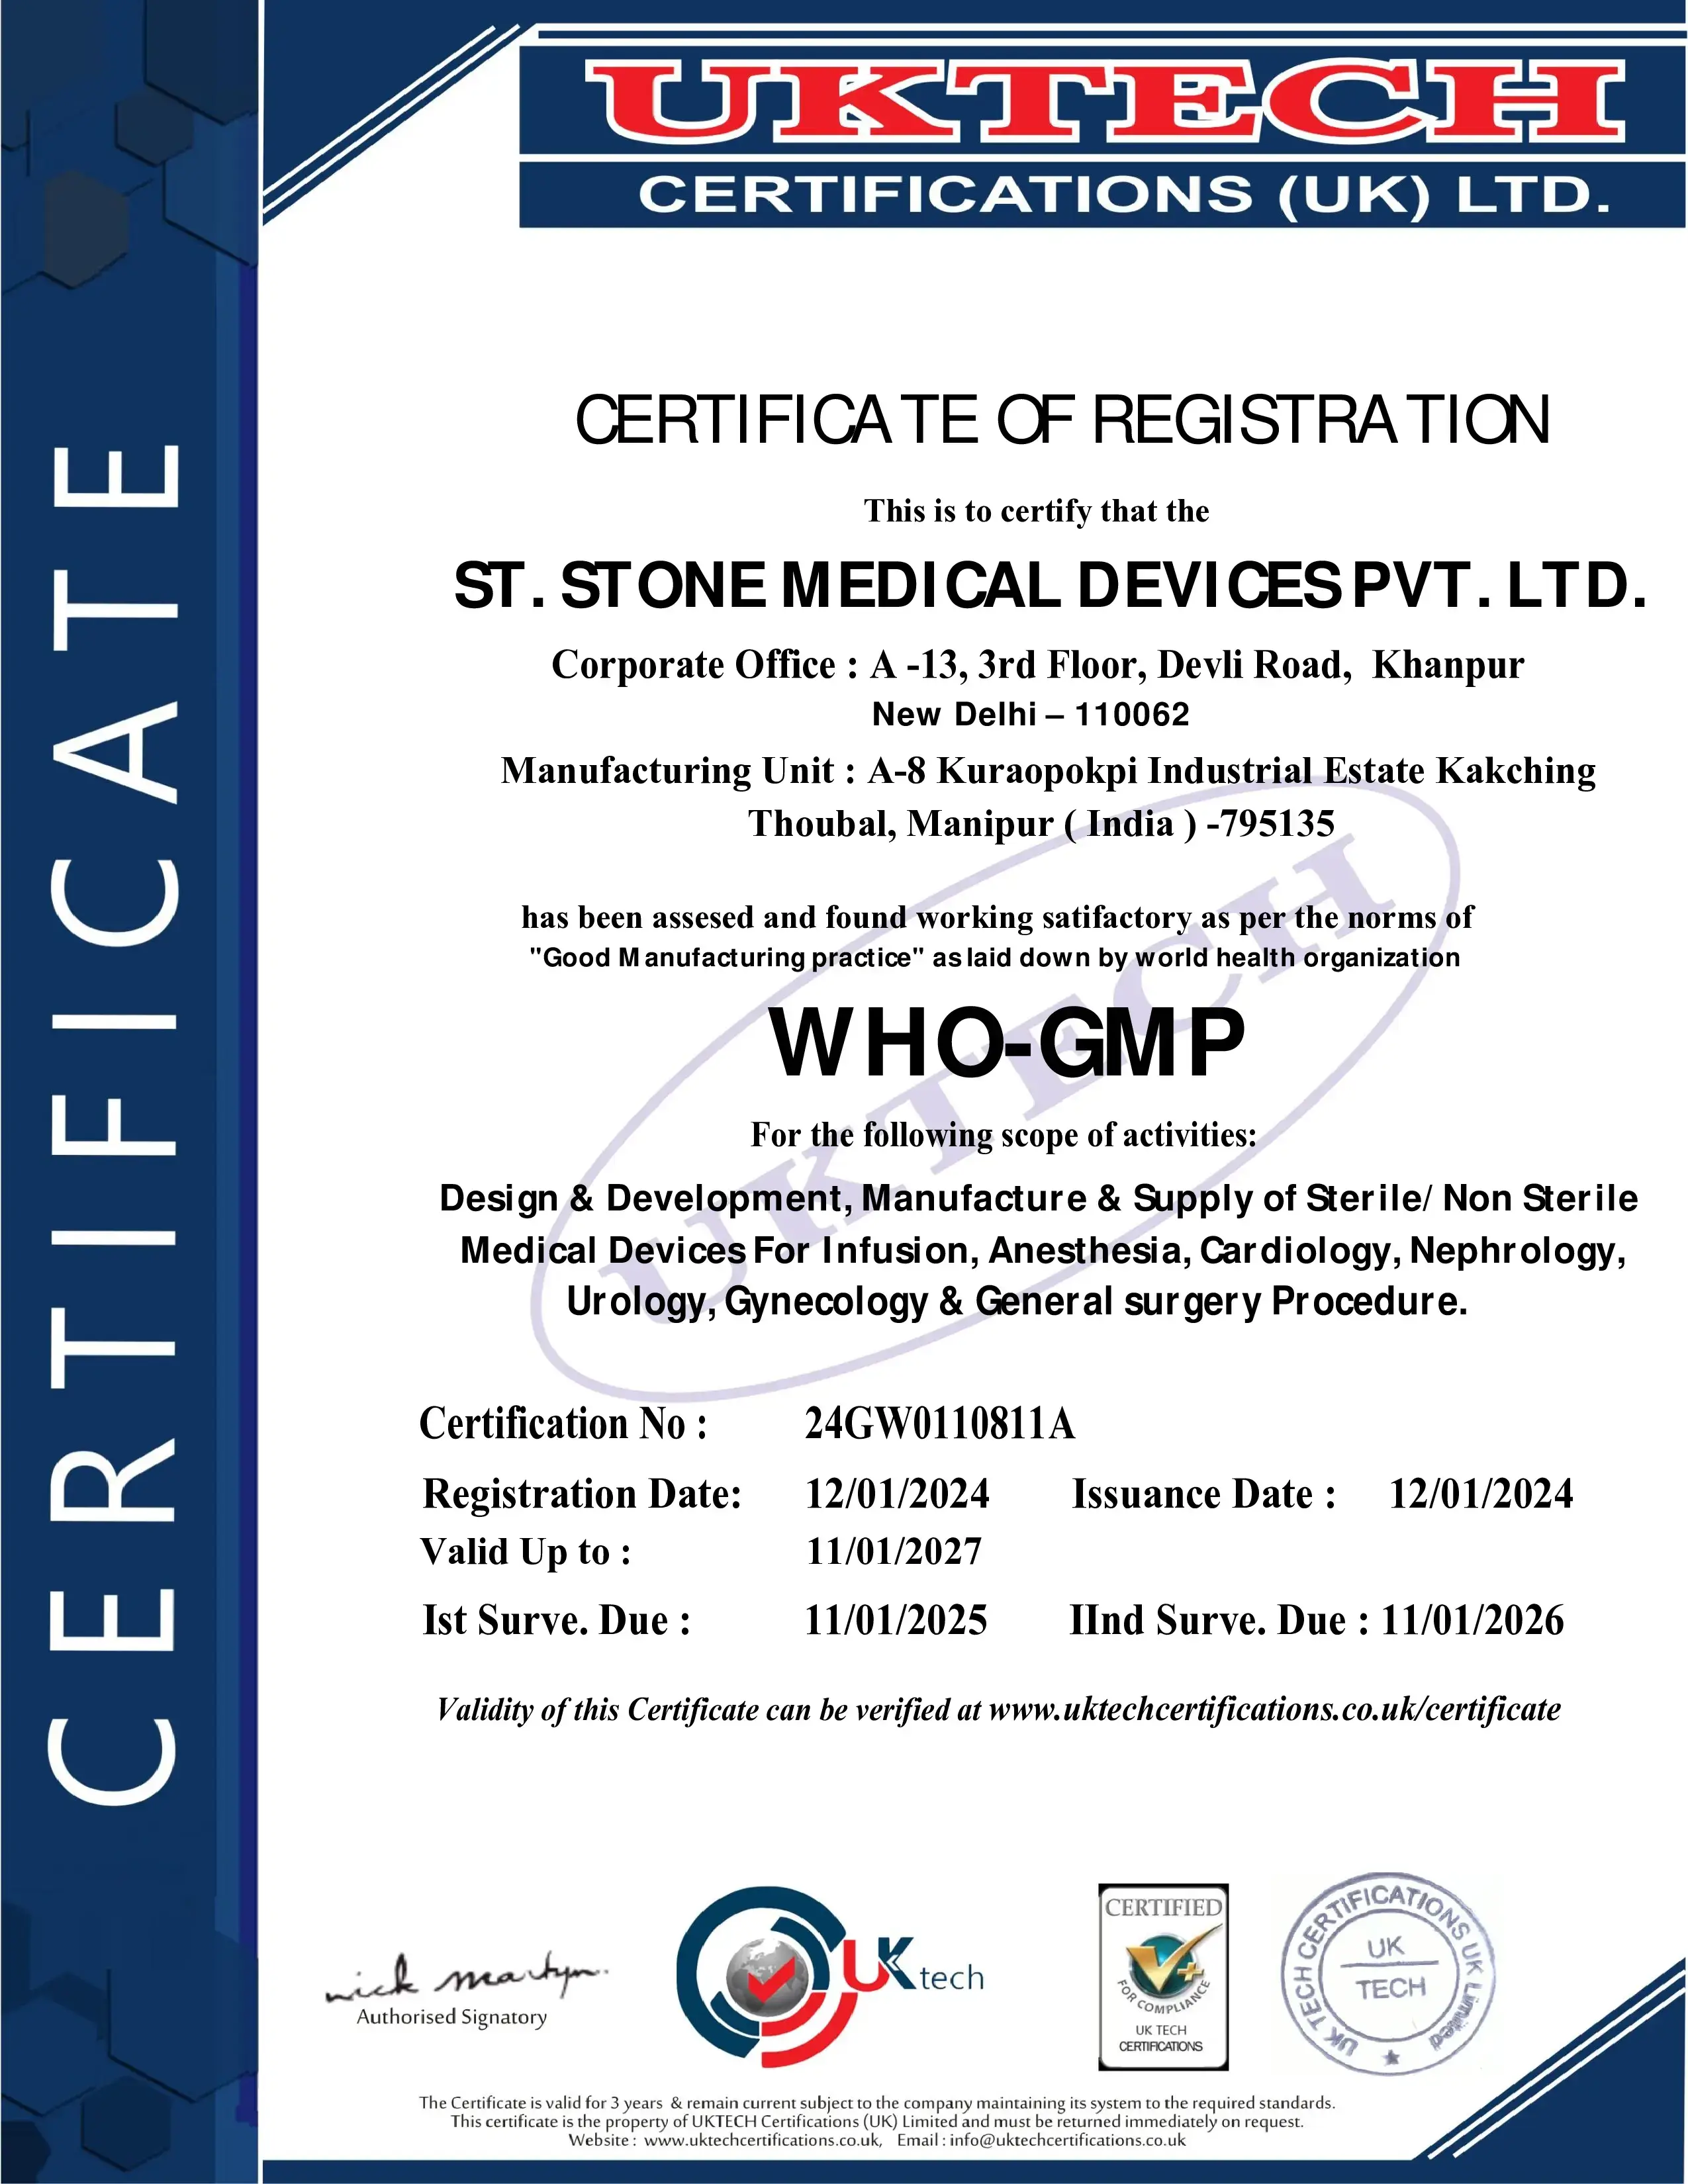 UKTECH
CERTIFICATIONS (UK) LTD.
CERTIFICATE
CERTIFICATE OF REGISTRATION
This is to certify that the
ST. STONE MEDICAL DEVICES PVT. LTD.
Corporate Office : A -13, 3rd Floor, Devli Road, Khanpur
New Delhi – 110062
Manufacturing Unit : A-8 Kuraopokpi Industrial Estate Kakching
Thoubal, Manipur ( India ) -795135
has been assesed and found working satifactory as per the norms of
"Good Manufacturing practice" as laid down by world health organization
WHO-GMP
UKTECH
For the following scope of activities:
Design & Development, Manufacture & Supply of Sterile/ Non Sterile
Medical Devices For Infusion, Anesthesia, Cardiology, Nephrology,
Urology, Gynecology & General surgery Procedure.
Certification No : 24GW0110811A
Registration Date: 12/01/2024 Issuance Date : 12/01/2024
Valid Up to : 11/01/2027
Ist Surve. Due : 11/01/2025 IInd Surve. Due : 11/01/2026
Validity of this Certificate can be verified at www.uktechcertifications.co.uk/certificate
nick martyn
Authorised Signatory
UK tech
CERTIFIED
FOR COMPLIANCE
UK TECH
CERTIFICATIONS
UK TECH CERTIFICATIONS UK Limited
UK
TECH
The Certificate is valid for 3 years & remain current subject to the company maintaining its system to the required standards.
This certificate is the property of UKTECH Certifications (UK) Limited and must be returned immediately on request.
Website : www.uktechcertifications.co.uk, Email : info@uktechcertifications.co.uk